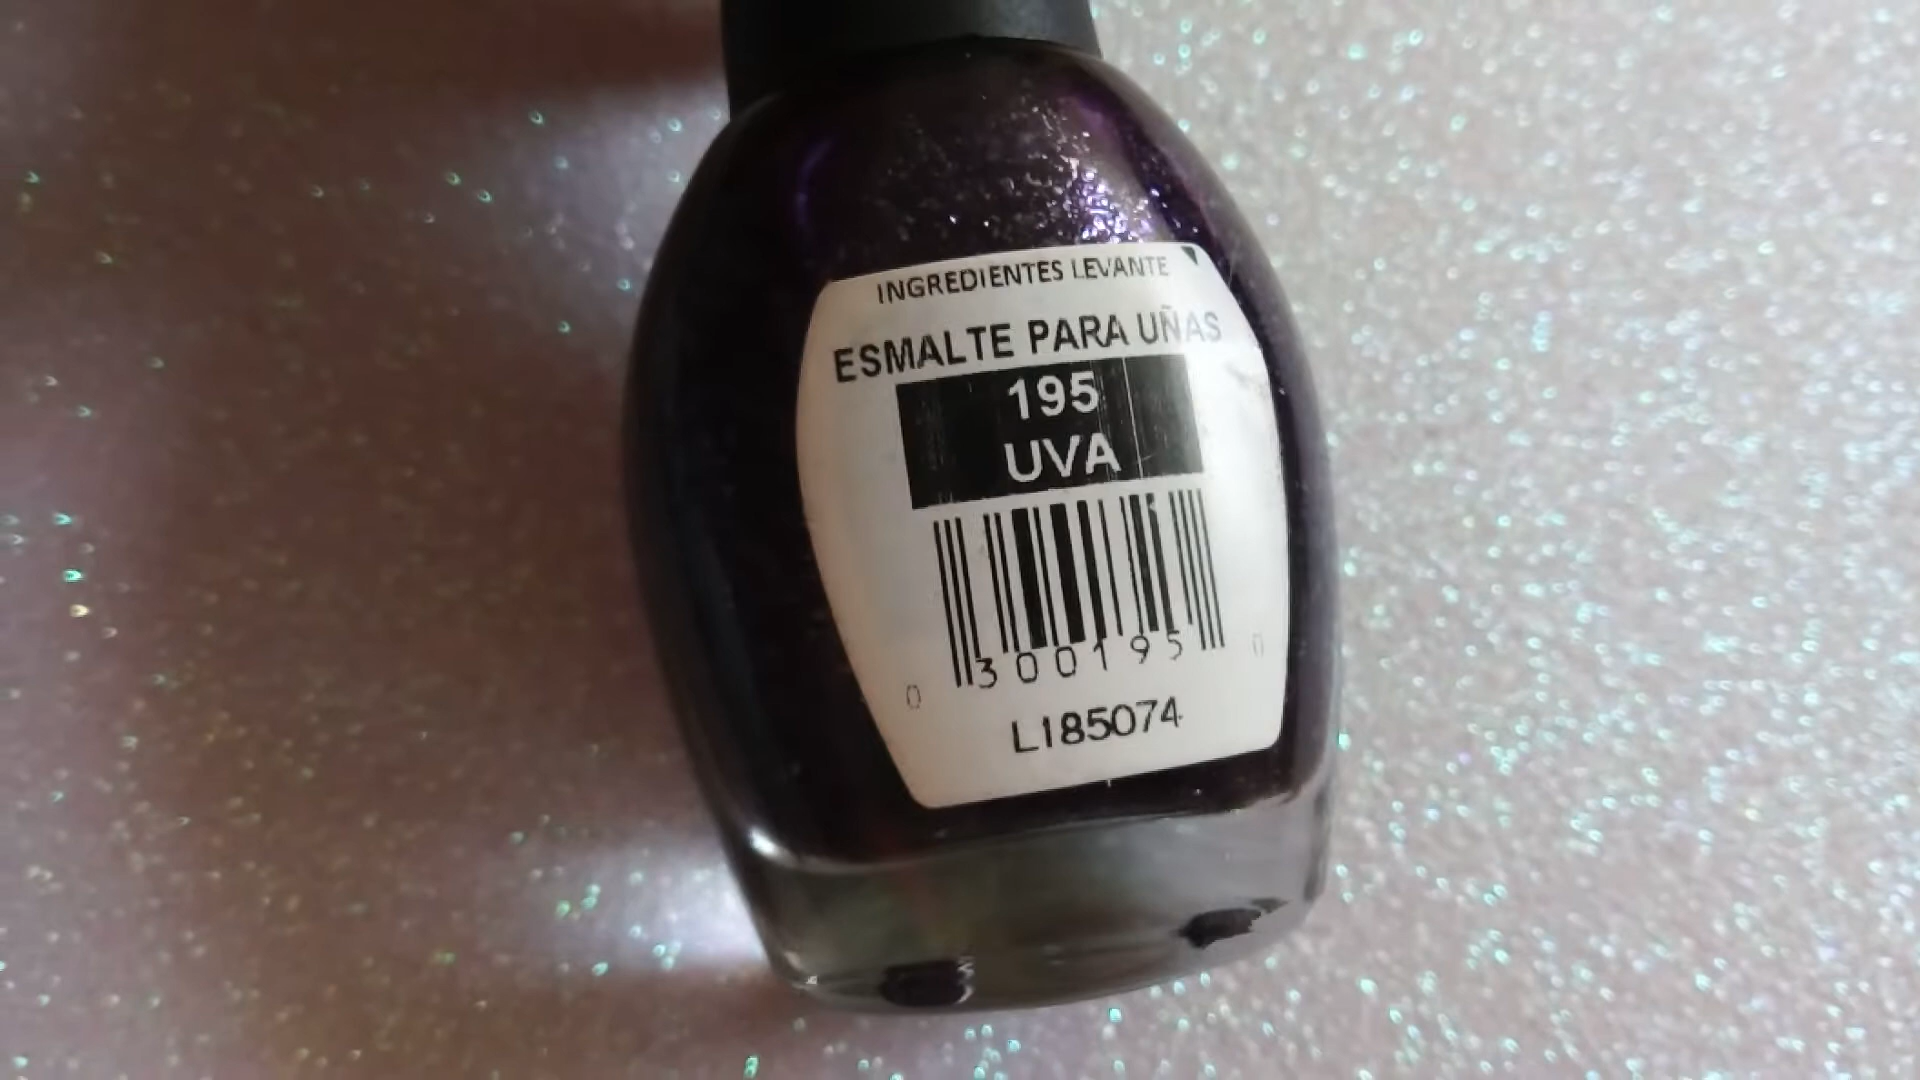 INGREDIENTES LEVANTE
ESMALTE PARA UÑAS
195
UVA
0 300195 0
L185074